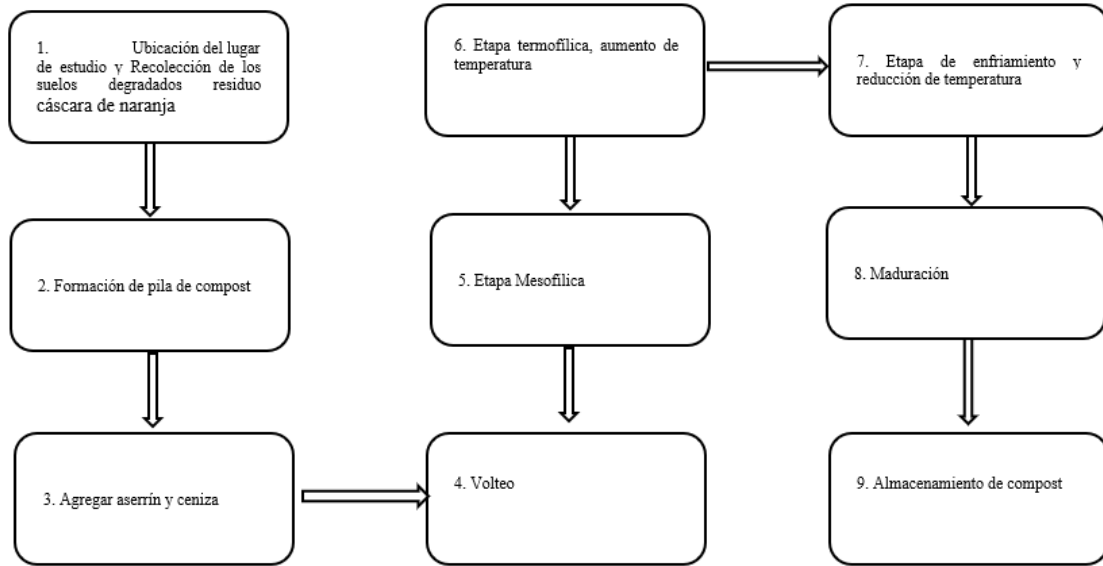 1. Ubicación del lugar
de estudio y Recolección de los
suelos degradados residuo
cáscara de naranja
2. Formación de pila de compost
3. Agregar aserrín y ceniza
4. Volteo
5. Etapa Mesofílica
6. Etapa termofílica, aumento de
temperatura
7. Etapa de enfriamiento y
reducción de temperatura
8. Maduración
9. Almacenamiento de compost